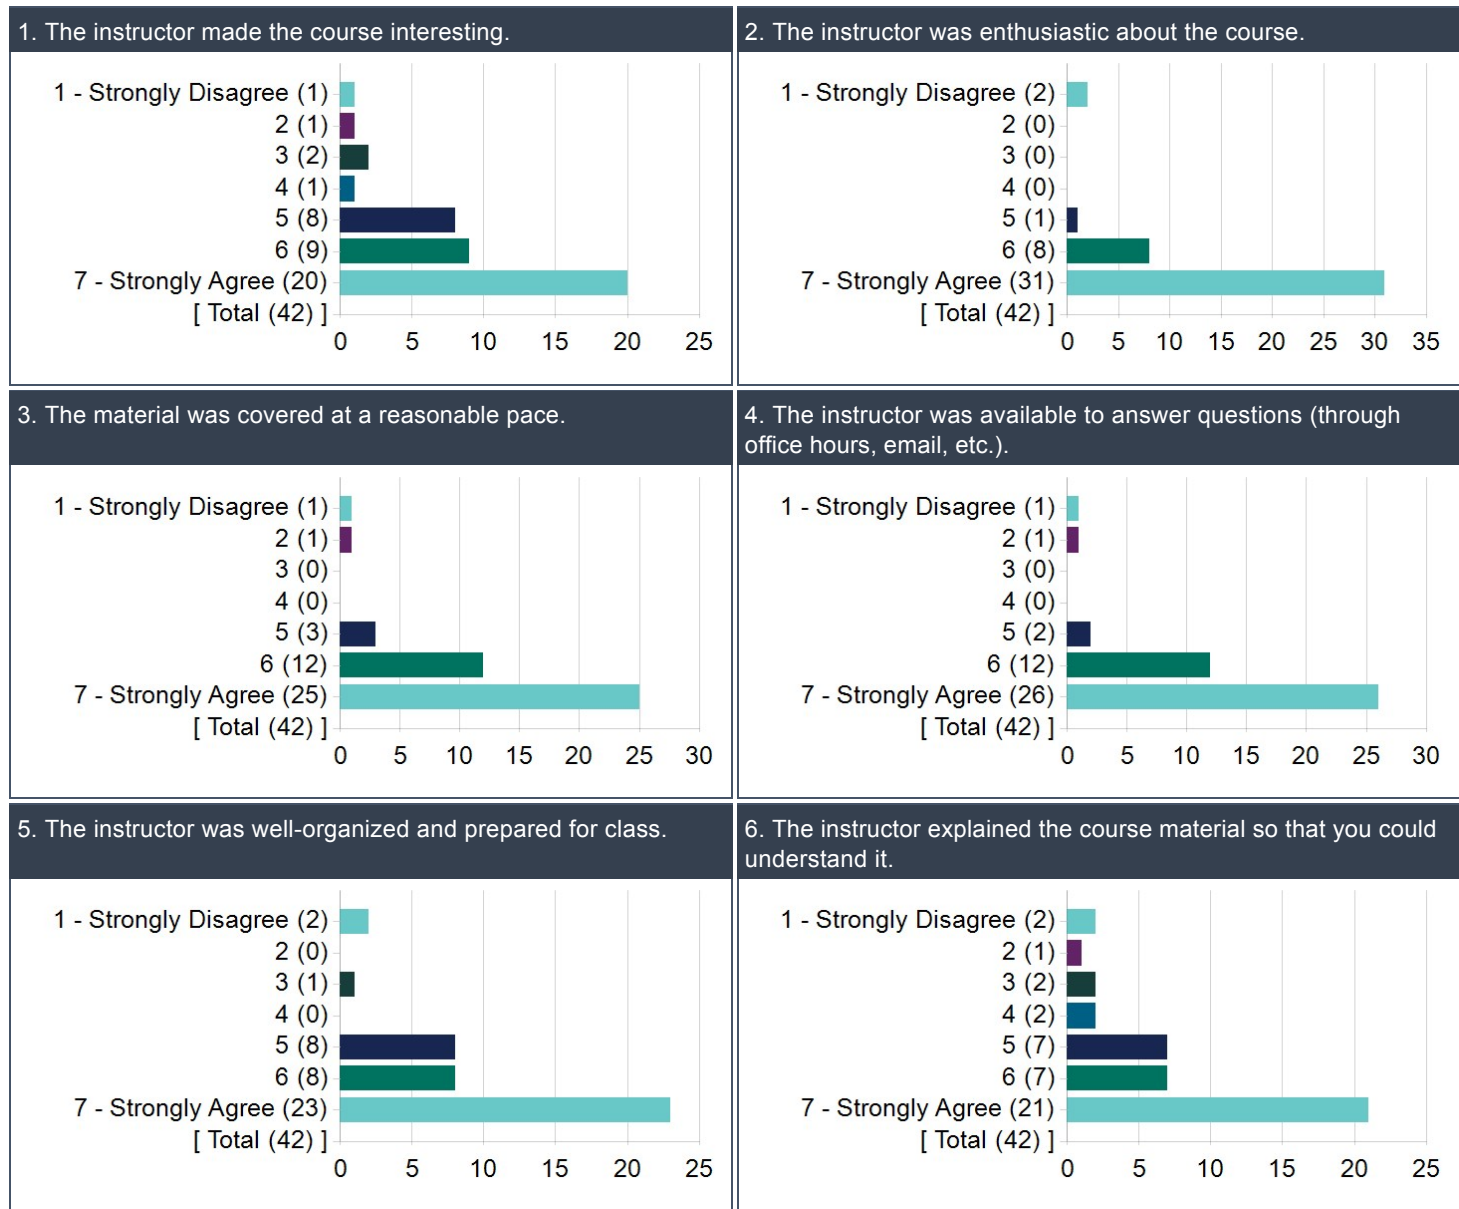 1. The instructor made the course interesting.
1 - Strongly Disagree (1)
2 (1)
3 (2)
4 (1)
5 (8)
6 (9)
7 - Strongly Agree (20)
[ Total (42) ]
0 5 10 15 20 25
2. The instructor was enthusiastic about the course.
1 - Strongly Disagree (2)
2 (0)
3 (0)
4 (0)
5 (1)
6 (8)
7 - Strongly Agree (31)
[ Total (42) ]
0 5 10 15 20 25 30 35
3. The material was covered at a reasonable pace.
1 - Strongly Disagree (1)
2 (1)
3 (0)
4 (0)
5 (3)
6 (12)
7 - Strongly Agree (25)
[ Total (42) ]
0 5 10 15 20 25 30
4. The instructor was available to answer questions (through
office hours, email, etc.).
1 - Strongly Disagree (1)
2 (1)
3 (0)
4 (0)
5 (2)
6 (12)
7 - Strongly Agree (26)
[ Total (42) ]
0 5 10 15 20 25 30
5. The instructor was well-organized and prepared for class.
1 - Strongly Disagree (2)
2 (0)
3 (1)
4 (0)
5 (8)
6 (8)
7 - Strongly Agree (23)
[ Total (42) ]
0 5 10 15 20 25
6. The instructor explained the course material so that you could
understand it.
1 - Strongly Disagree (2)
2 (1)
3 (2)
4 (2)
5 (7)
6 (7)
7 - Strongly Agree (21)
[ Total (42) ]
0 5 10 15 20 25